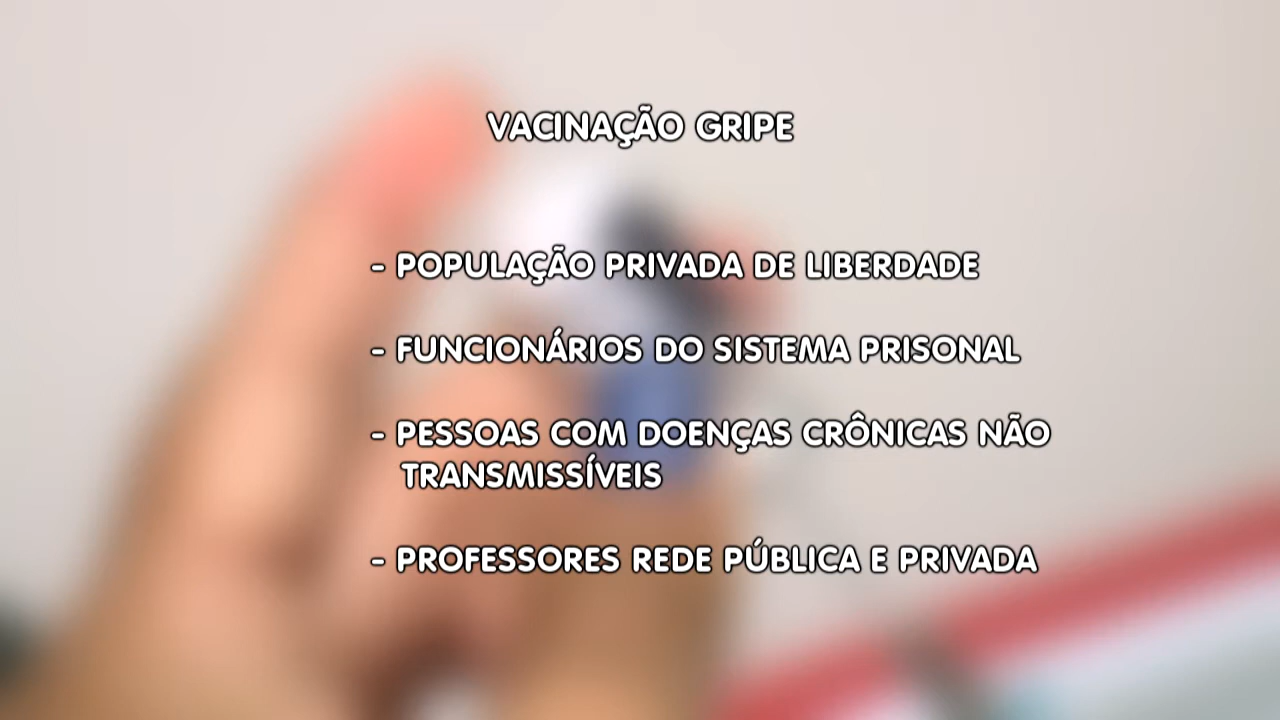 VACINAÇÃO GRIPE
- POPULAÇÃO PRIVADA DE LIBERDADE
- FUNCIONÁRIOS DO SISTEMA PRISONAL
- PESSOAS COM DOENÇAS CRÔNICAS NÃO
TRANSMISSÍVEIS
- PROFESSORES REDE PÚBLICA E PRIVADA